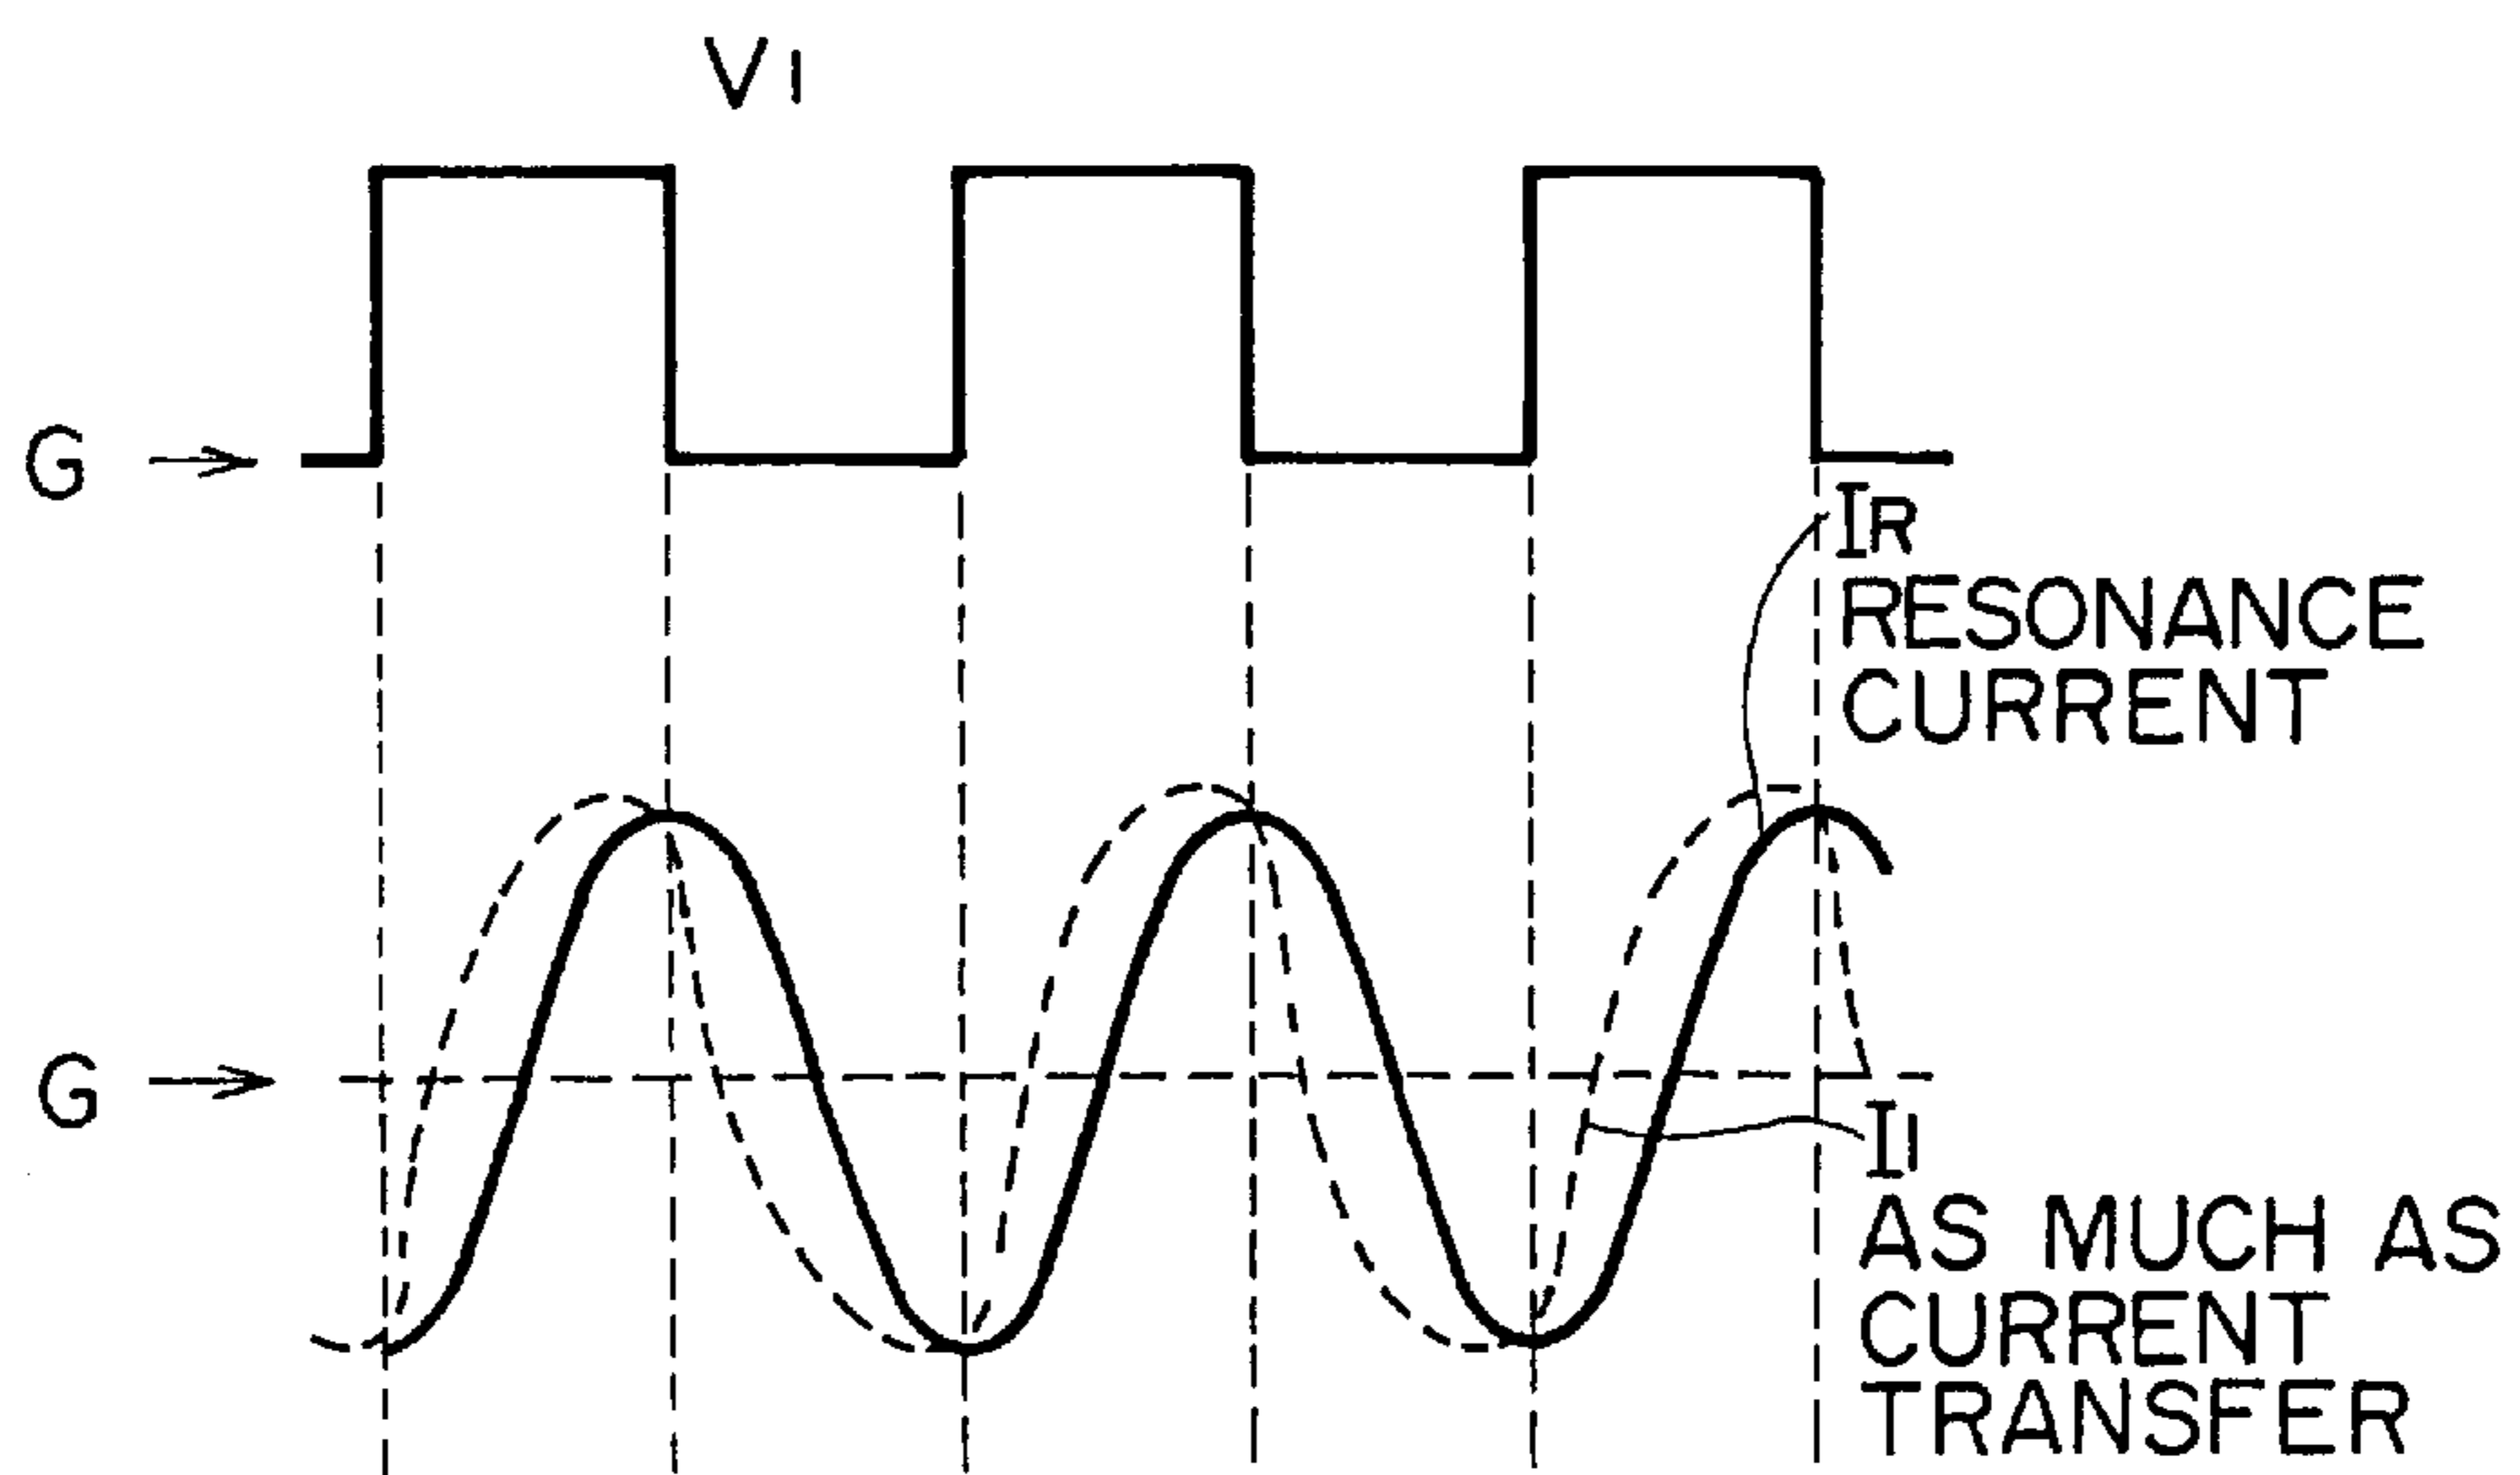 V1
G
IR
RESONANCE
CURRENT
G
I1
AS MUCH AS
CURRENT
TRANSFER